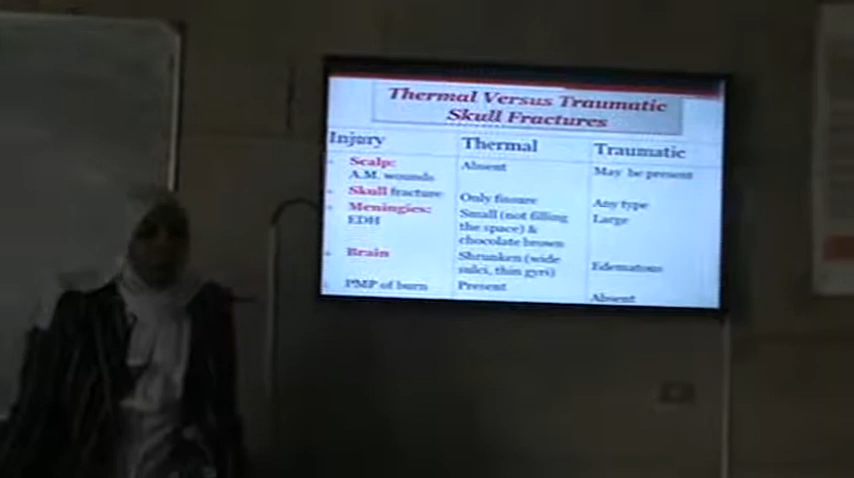 Thermal Versus Traumatic
Skull Fractures
Injury Thermal Traumatic
Scalp: Absent May be present
A.M. wounds
Skull fracture Only fissure Any type
Meningies: Small (not filling Large
EDH the space) &
chocolate brown
Brain Shrunken (wide Edematous
sulci, thin gyri)
PMP of burn Present Absent